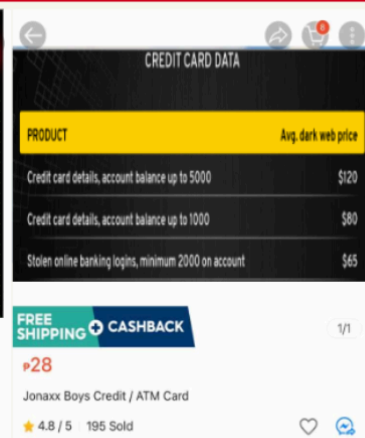 8
CREDIT CARD DATA
PRODUCT Avg. dark web price
Credit card details, account balance up to 5000 $120
Credit card details, account balance up to 1000 $80
Stolen online banking logins, minimum 2000 on account $65
FREE SHIPPING + CASHBACK
1/1
₱28
Jonaxx Boys Credit / ATM Card
4.8 / 5 195 Sold